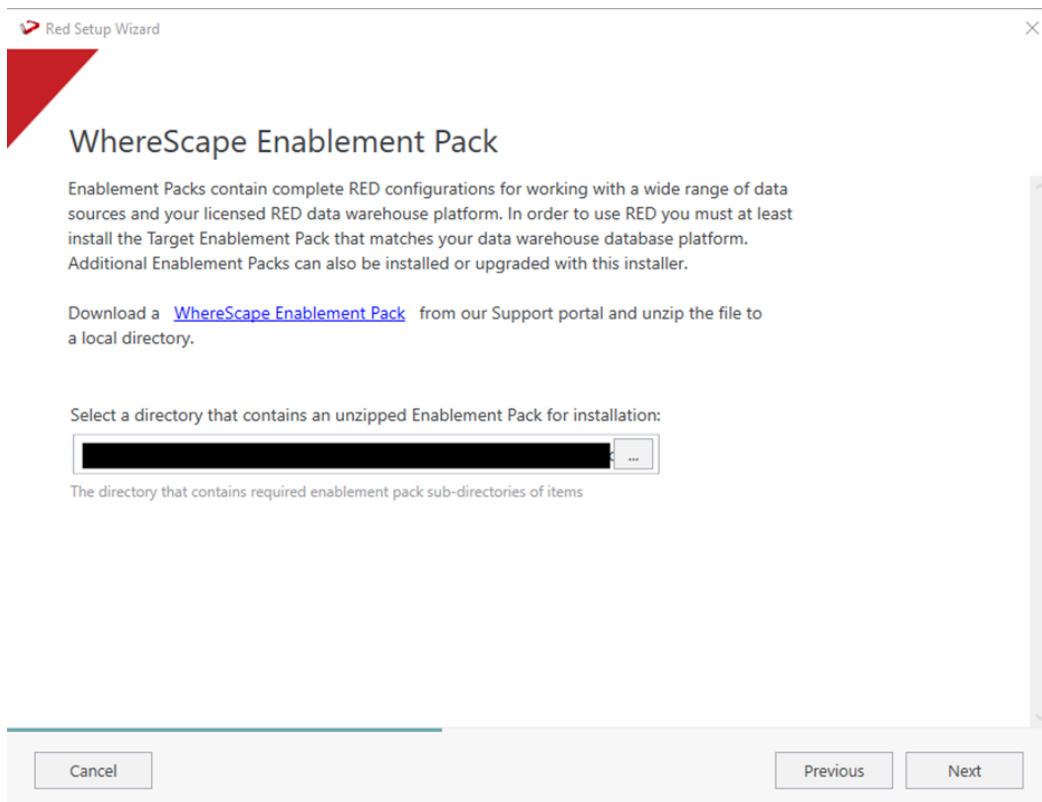 Red Setup Wizard
WhereScape Enablement Pack
Enablement Packs contain complete RED configurations for working with a wide range of data
sources and your licensed RED data warehouse platform. In order to use RED you must at least
install the Target Enablement Pack that matches your data warehouse database platform.
Additional Enablement Packs can also be installed or upgraded with this installer.
Download a WhereScape Enablement Pack from our Support portal and unzip the file to
a local directory.
Select a directory that contains an unzipped Enablement Pack for installation:
...
The directory that contains required enablement pack sub-directories of items
Cancel
Previous
Next